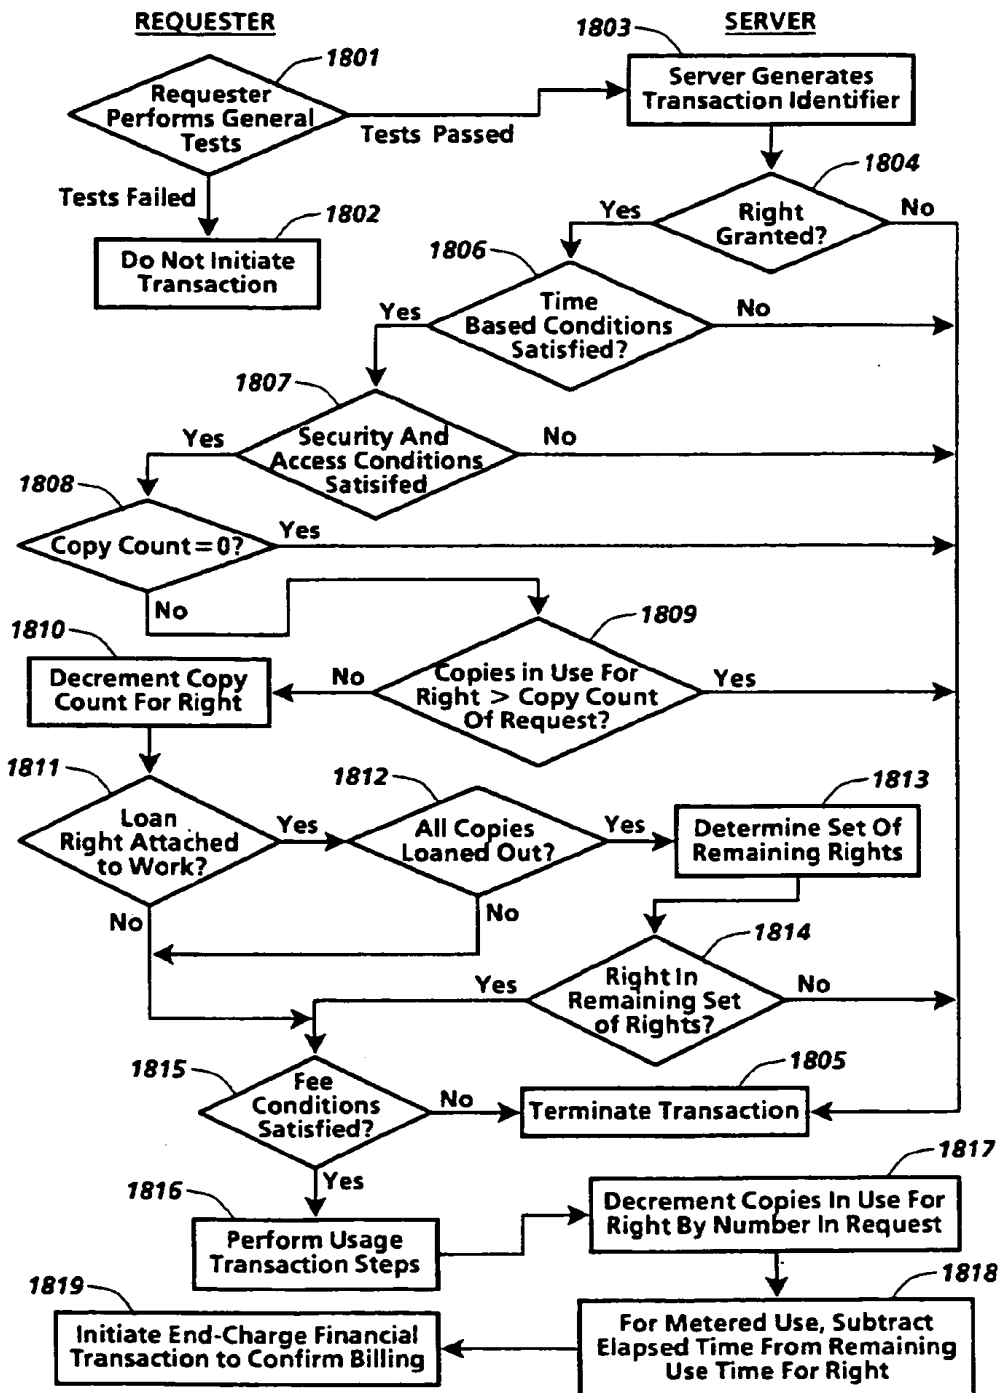 REQUESTER
SERVER
1801
Requester
Performs General
Tests
Tests Passed
Tests Failed
1802
Do Not Initiate
Transaction
1803
Server Generates
Transaction Identifier
1804
Right
Granted?
Yes
No
1806
Time
Based Conditions
Satisfied?
Yes
No
1807
Security And
Access Conditions
Satisifed
Yes
No
1808
Copy Count=0?
Yes
No
1809
Copies in Use For
Right > Copy Count
Of Request?
No
Yes
1810
Decrement Copy
Count For Right
1811
Loan
Right Attached
to Work?
Yes
No
1812
All Copies
Loaned Out?
Yes
No
1813
Determine Set Of
Remaining Rights
1814
Right In
Remaining Set
of Rights?
Yes
No
1815
Fee
Conditions
Satisfied?
No
Yes
1805
Terminate Transaction
1816
Perform Usage
Transaction Steps
1817
Decrement Copies In Use For
Right By Number In Request
1818
For Metered Use, Subtract
Elapsed Time From Remaining
Use Time For Right
1819
Initiate End-Charge Financial
Transaction to Confirm Billing